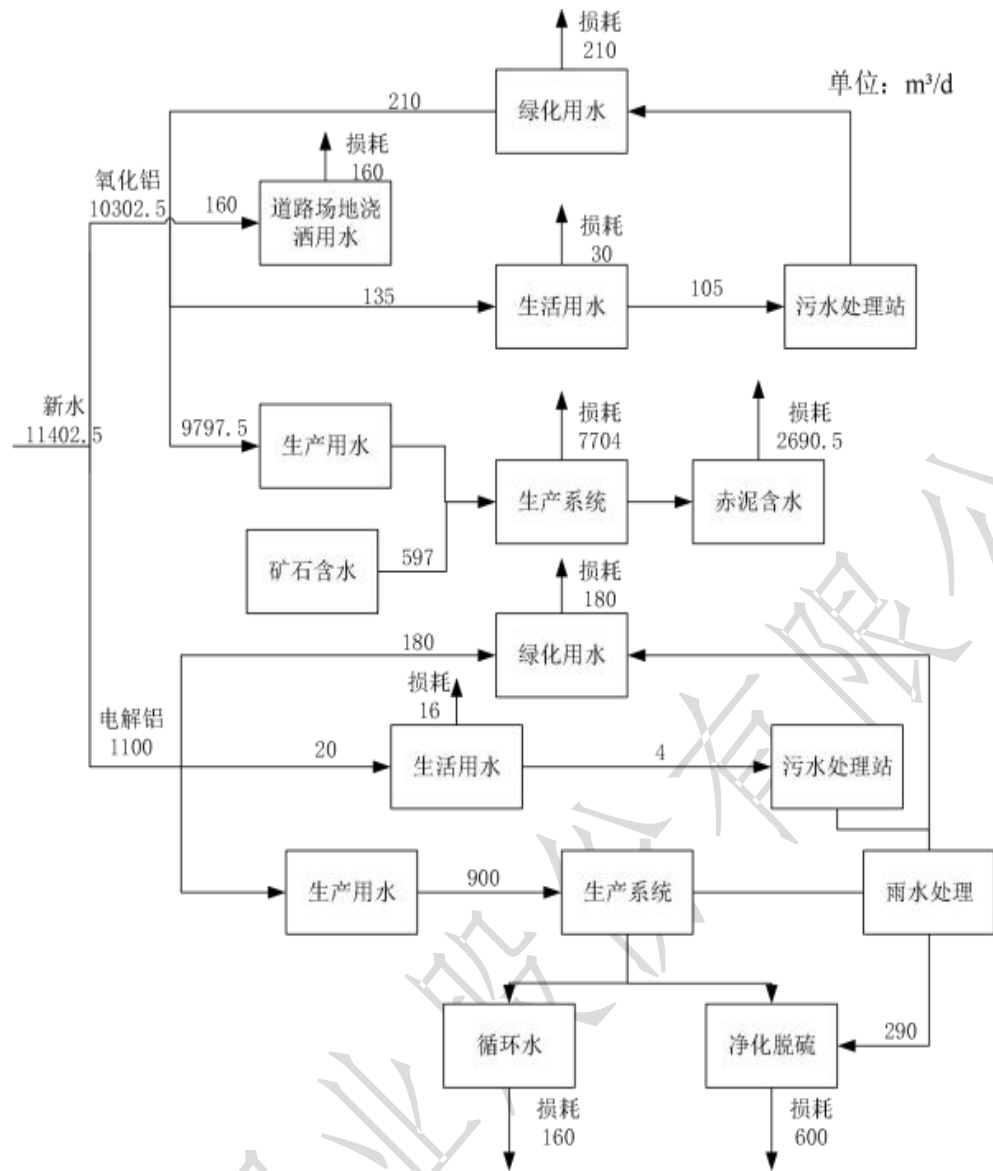 损耗
210
单位：m³/d
210
绿化用水
损耗
160
氧化铝
10302.5
160
道路场地浇
洒用水
损耗
30
135
生活用水
105
污水处理站
新水
11402.5
9797.5
生产用水
损耗
7704
损耗
2690.5
生产系统
赤泥含水
矿石含水
597
损耗
180
180
绿化用水
损耗
16
电解铝
1100
20
生活用水
4
污水处理站
生产用水
900
生产系统
雨水处理
循环水
净化脱硫
290
损耗
160
损耗
600
业股份有限公